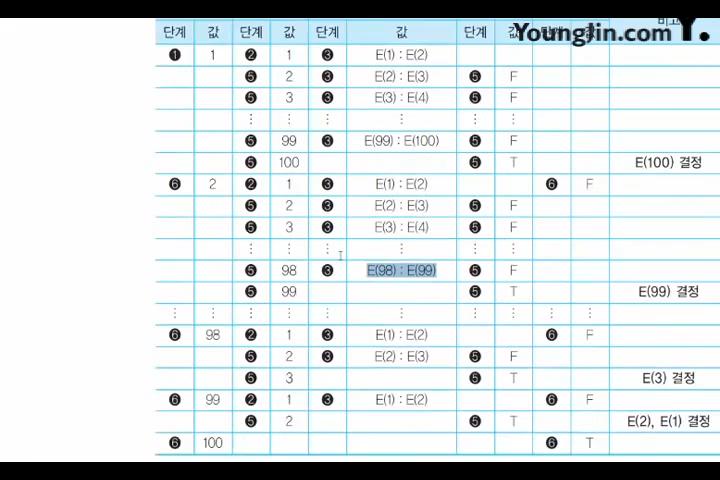 비고
YoungJin.com Y.
단계 값 단계 값 단계 값 단계 값 단계 값
❶ 1 ❷ 1 ❸ E(1) : E(2)
❺ 2 ❸ E(2) : E(3) ❺ F
❺ 3 ❸ E(3) : E(4) ❺ F
⋮ ⋮ ⋮ ⋮ ⋮ ⋮
❺ 99 ❸ E(99) : E(100) ❺ F
❺ 100 ❺ T E(100) 결정
❻ 2 ❷ 1 ❸ E(1) : E(2) ❻ F
❺ 2 ❸ E(2) : E(3) ❺ F
❺ 3 ❸ E(3) : E(4) ❺ F
⋮ ⋮ ⋮ ⋮ ⋮ ⋮
❺ 98 ❸ E(98) : E(99) ❺ F
❺ 99 ❺ T E(99) 결정
⋮ ⋮ ⋮ ⋮ ⋮ ⋮ ⋮ ⋮ ⋮ ⋮
❻ 98 ❷ 1 ❸ E(1) : E(2) ❻ F
❺ 2 ❸ E(2) : E(3) ❺ F
❺ 3 ❺ T E(3) 결정
❻ 99 ❷ 1 ❸ E(1) : E(2) ❻ F
❺ 2 ❺ T E(2), E(1) 결정
❻ 100 ❻ T